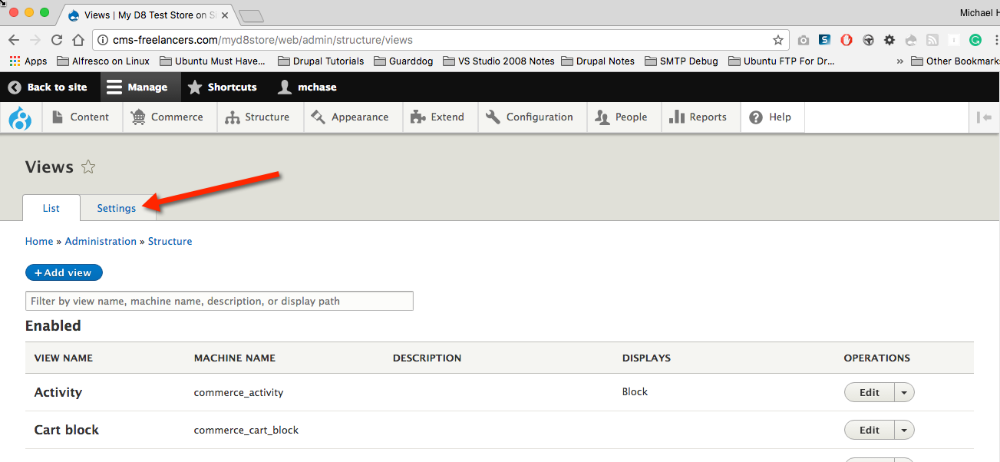 Views | My D8 Test Store on Si
Michael H
cms-freelancers.com/myd8store/web/admin/structure/views
Apps Alfresco on Linux Ubuntu Must Have... Drupal Tutorials Guarddog VS Studio 2008 Notes Drupal Notes SMTP Debug Ubuntu FTP For Dr... » Other Bookmarks
Back to site Manage Shortcuts mchase
Content Commerce Structure Appearance Extend Configuration People Reports Help
Views
List Settings
Home » Administration » Structure
+ Add view
Filter by view name, machine name, description, or display path
Enabled
VIEW NAME MACHINE NAME DESCRIPTION DISPLAYS OPERATIONS
Activity commerce_activity Block Edit
Cart block commerce_cart_block Edit